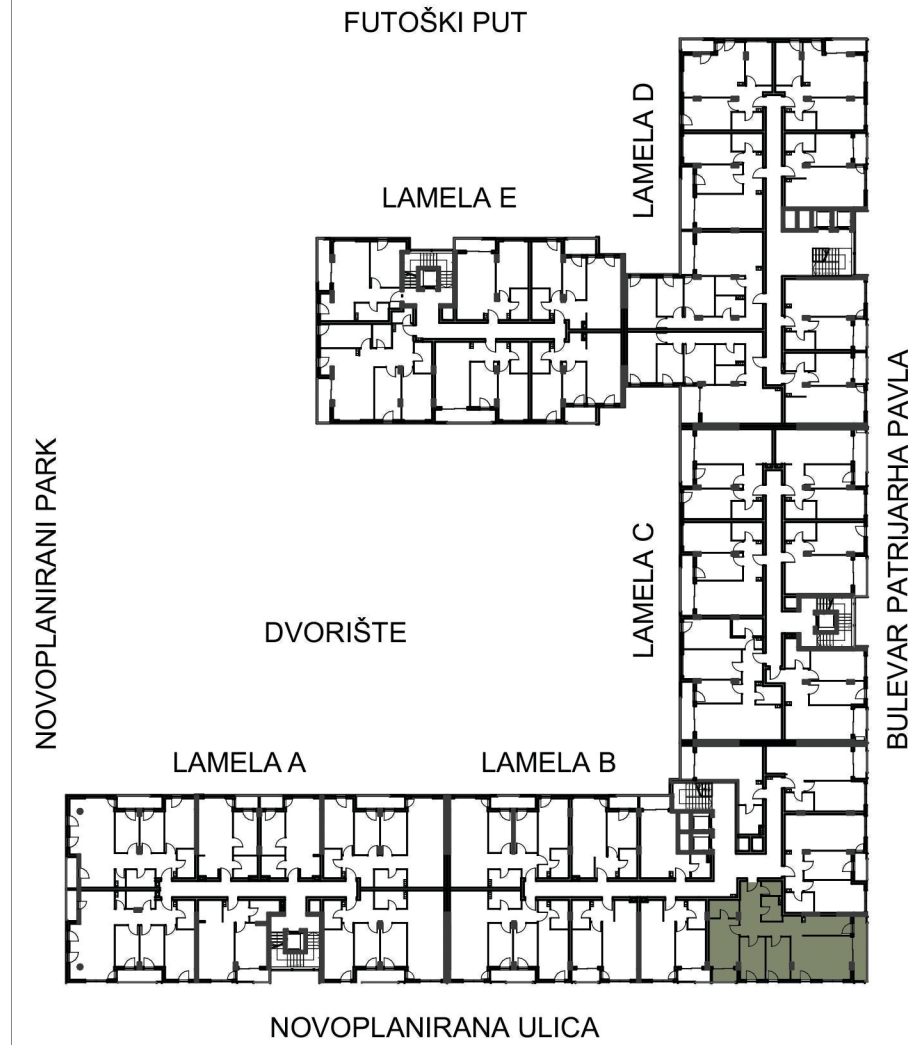 FUTOŠKI PUT
LAMELA D
LAMELA E
BULEVAR PATRIJARHA PAVLA
NOVOPLANIRANI PARK
LAMELA C
DVORIŠTE
LAMELA A
LAMELA B
NOVOPLANIRANA ULICA